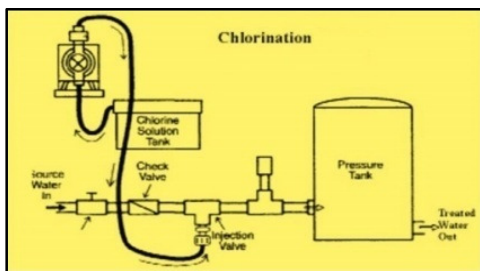 Chlorination
Chlorine
Solution
Tank
Check
Valve
Source
Water
In
Injection
Valve
Pressure
Tank
Treated
Water
Out